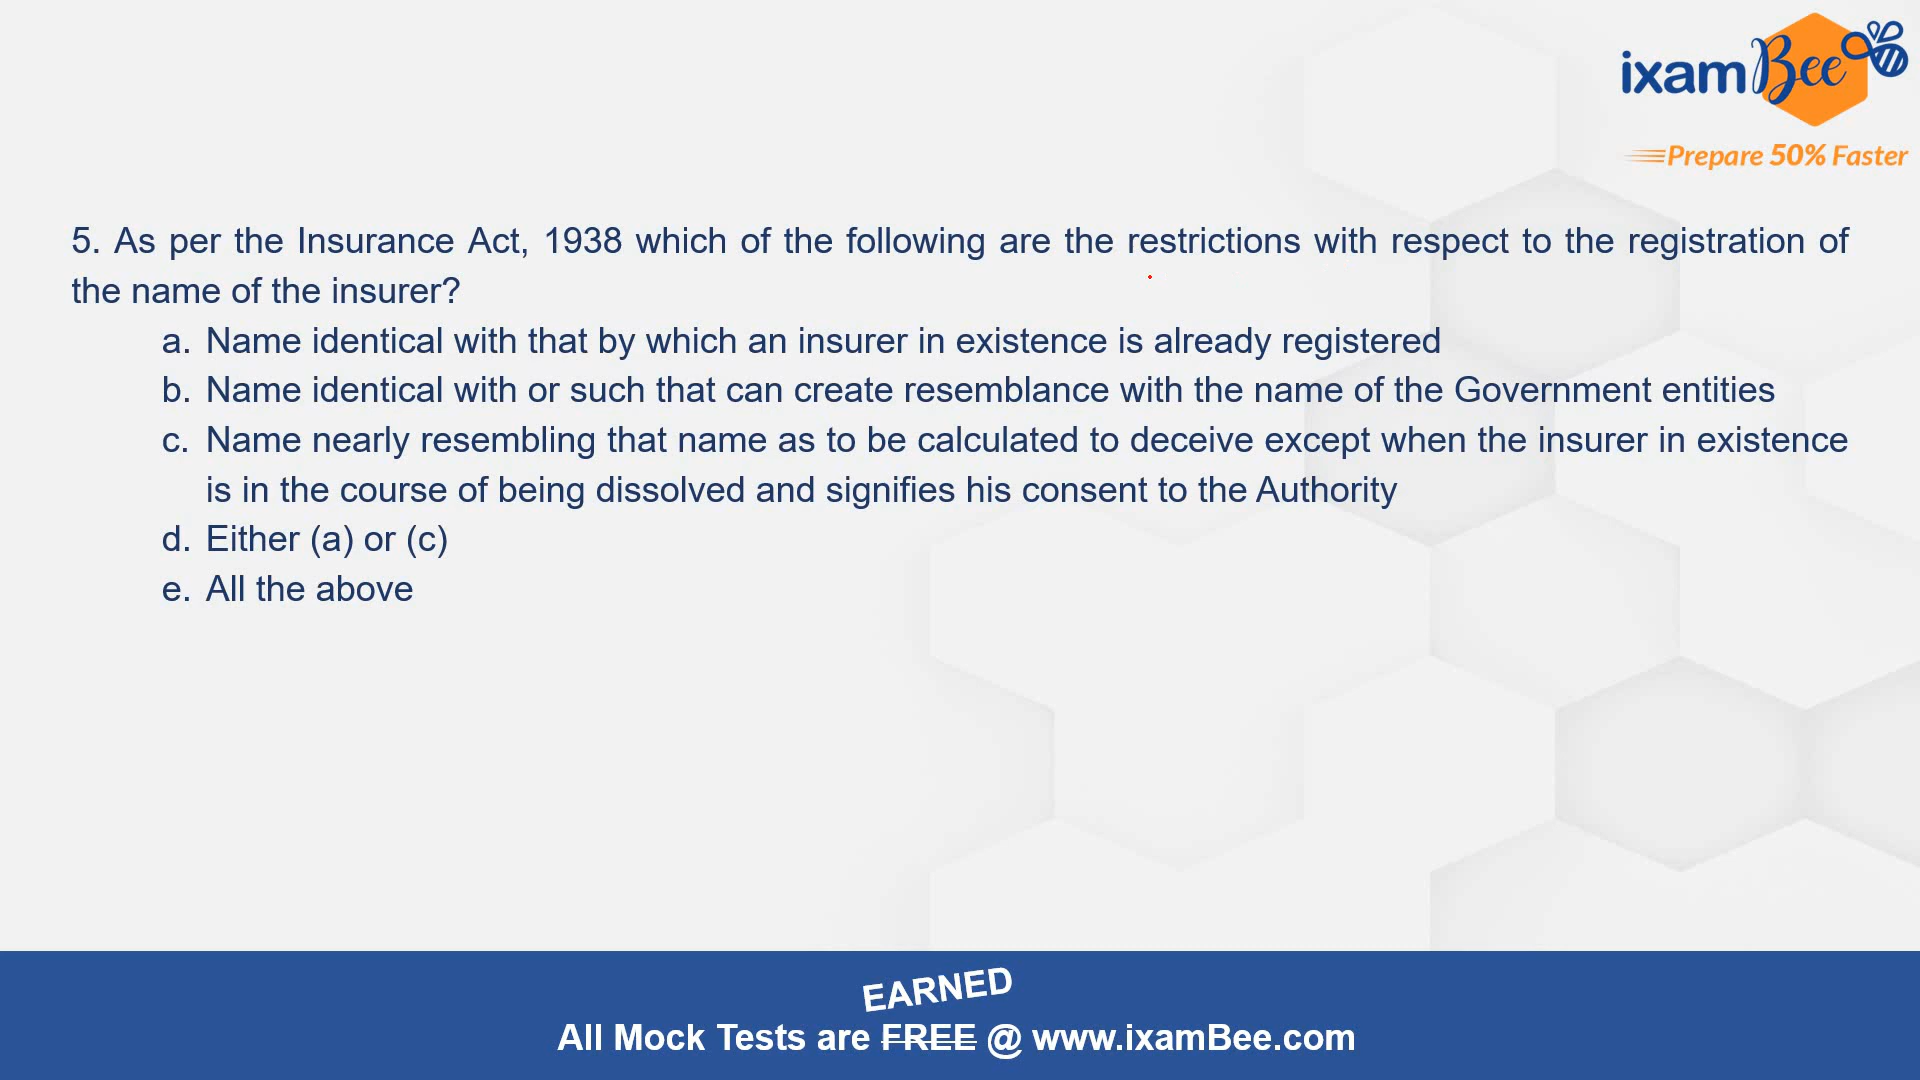 ixamBee
Prepare 50% Faster
5. As per the Insurance Act, 1938 which of the following are the restrictions with respect to the registration of
the name of the insurer?
a. Name identical with that by which an insurer in existence is already registered
b. Name identical with or such that can create resemblance with the name of the Government entities
c. Name nearly resembling that name as to be calculated to deceive except when the insurer in existence
is in the course of being dissolved and signifies his consent to the Authority
d. Either (a) or (c)
e. All the above
EARNED
All Mock Tests are FREE @ www.ixamBee.com